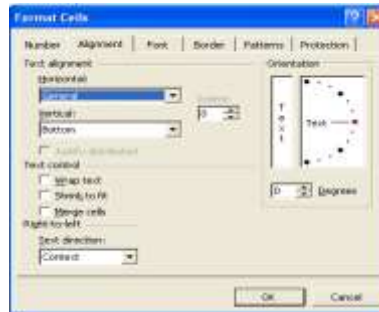 Format Cells
Number Alignment Font Border Patterns Protection
Text alignment
Horizontal:
General
Indent:
Vertical:
0
Bottom
Justify distributed
Text control
Wrap text
Shrink to fit
Merge cells
Right-to-left
Text direction:
Context
Orientation
Text
Text
0 Degrees
OK Cancel